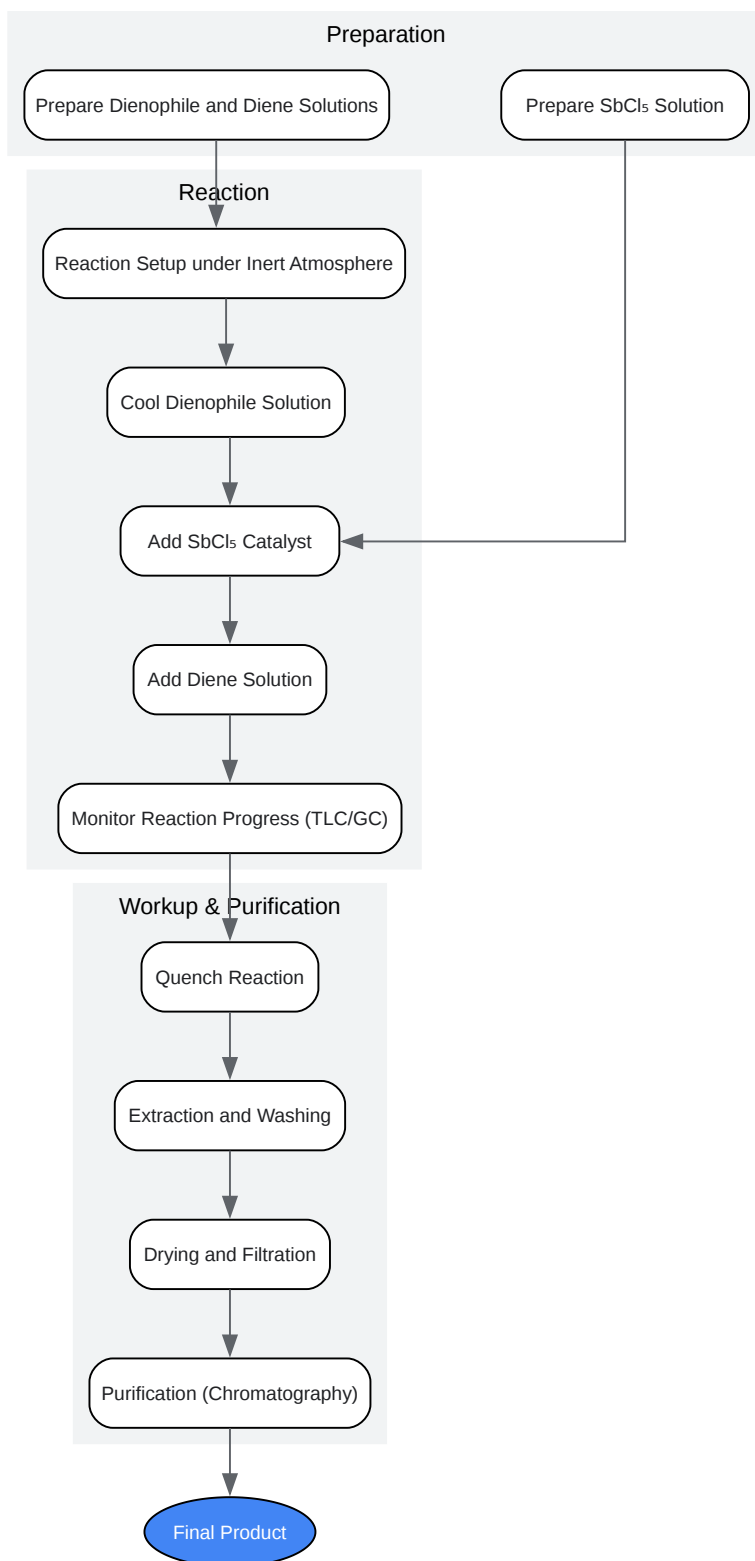 Preparation
Prepare Dienophile and Diene Solutions
Prepare SbCl₅ Solution
Reaction
Reaction Setup under Inert Atmosphere
Cool Dienophile Solution
Add SbCl₅ Catalyst
Add Diene Solution
Monitor Reaction Progress (TLC/GC)
Workup & Purification
Quench Reaction
Extraction and Washing
Drying and Filtration
Purification (Chromatography)
Final Product